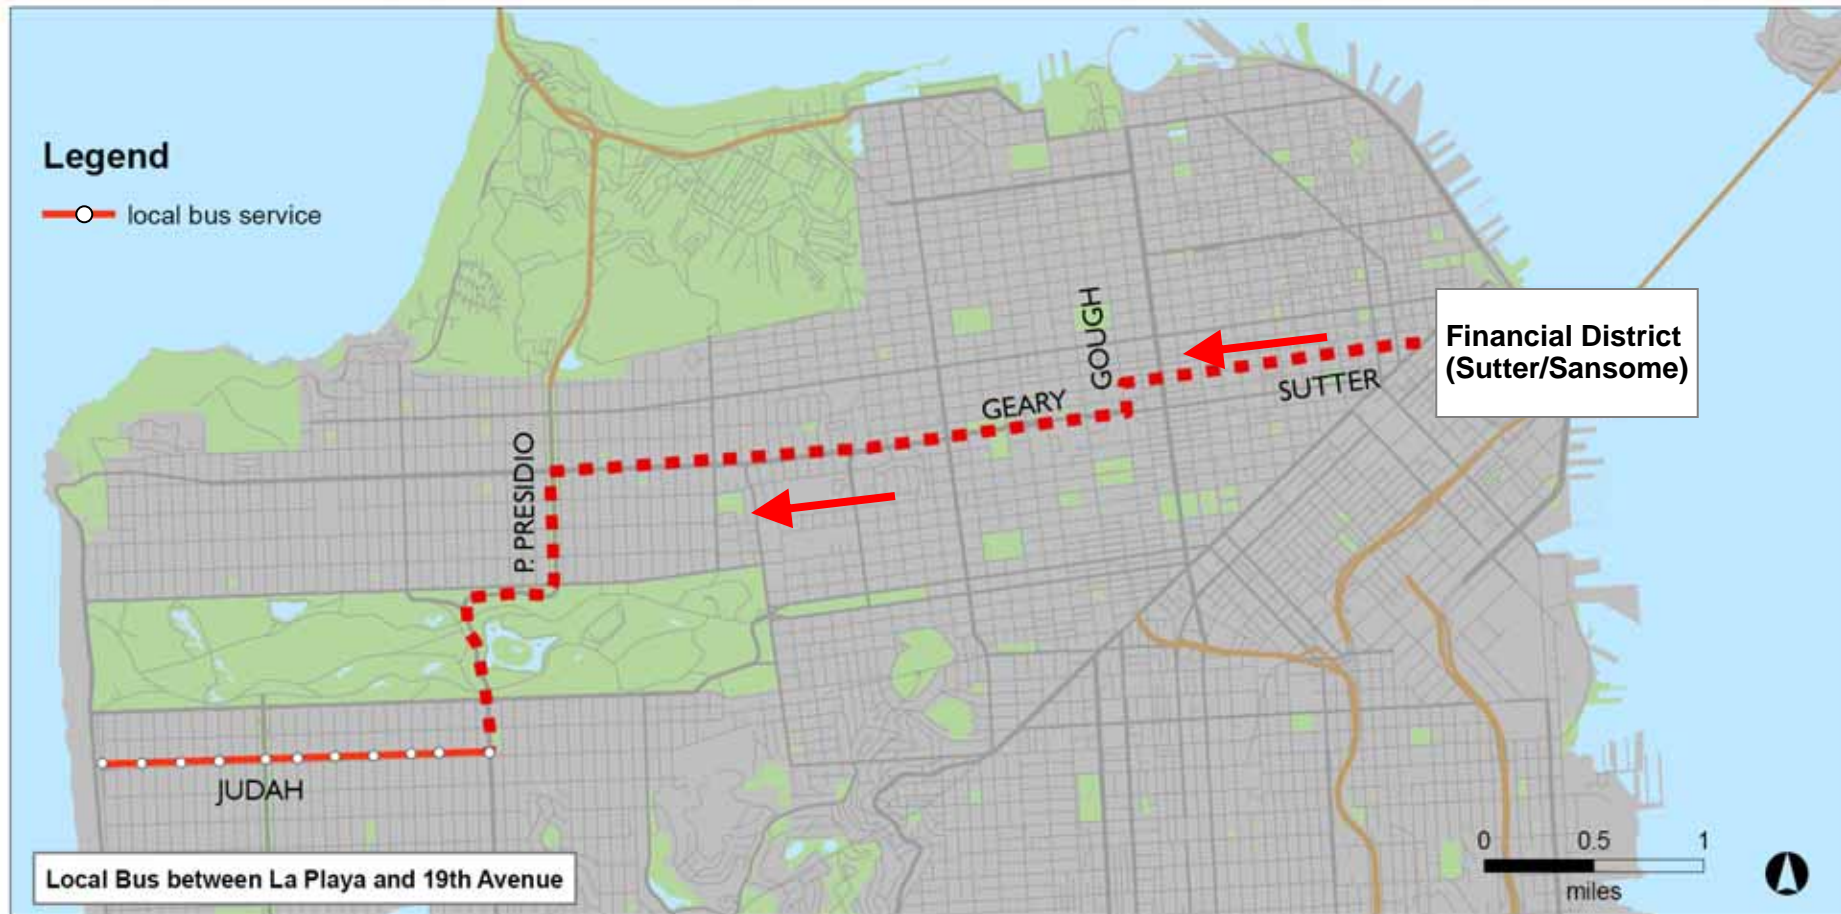 Legend
local bus service
GOUGH
Financial District
(Sutter/Sansome)
SUTTER
GEARY
P. PRESIDIO
JUDAH
0 0.5 1
miles
Local Bus between La Playa and 19th Avenue